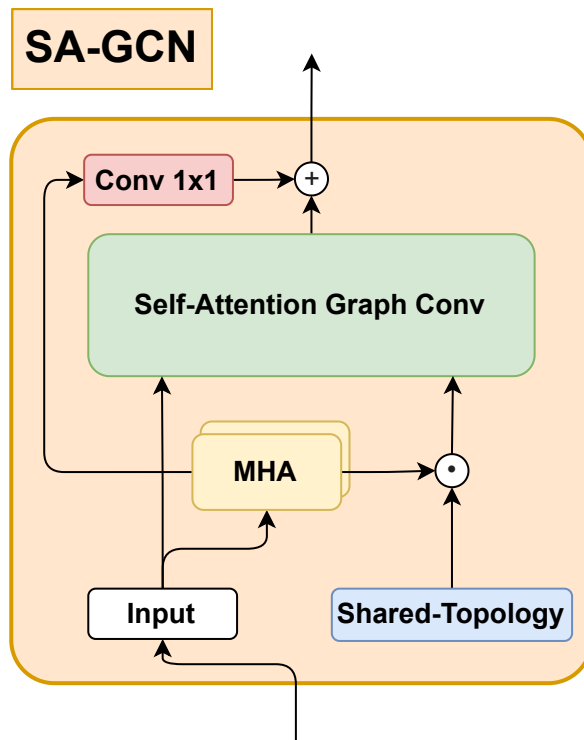 SA-GCN
Conv 1x1
+
Self-Attention Graph Conv
MHA
Input
Shared-Topology